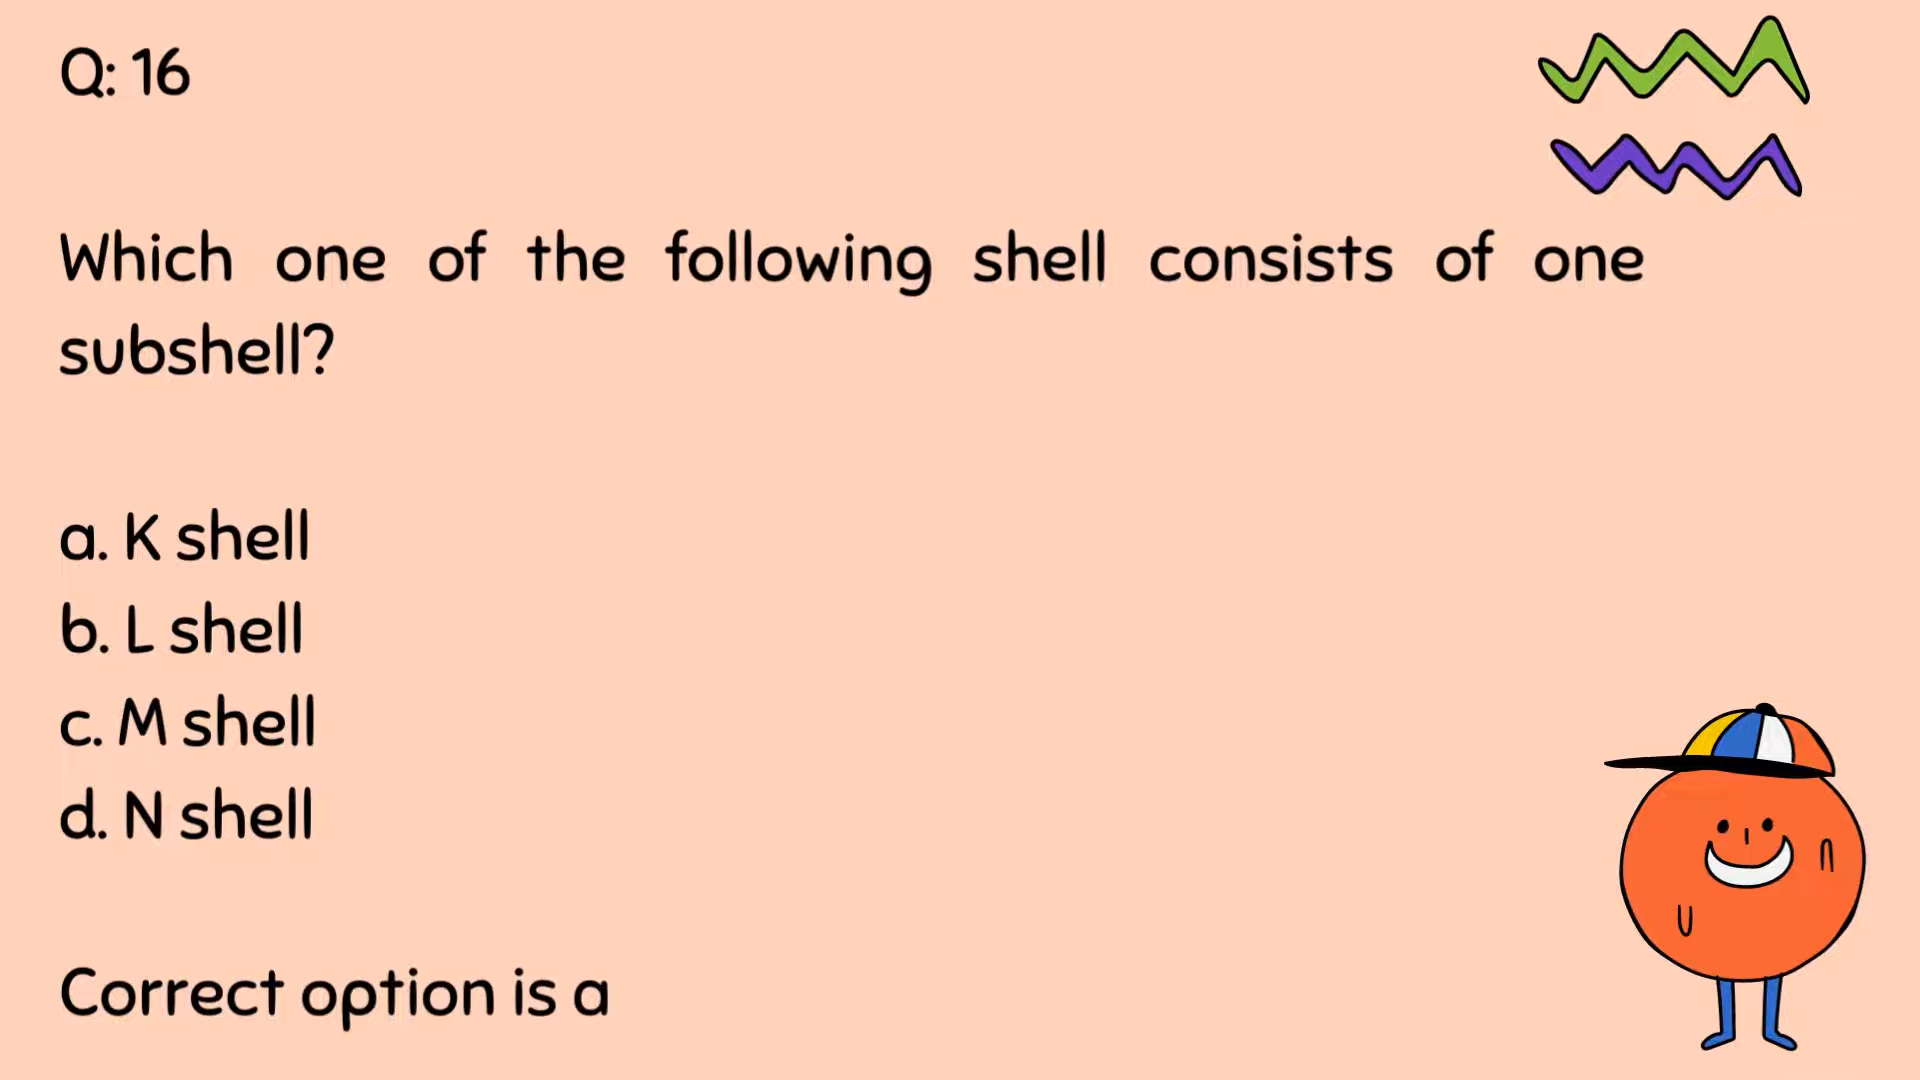 Q: 16
Which one of the following shell consists of one
subshell?
a. K shell
b. L shell
c. M shell
d. N shell
Correct option is a